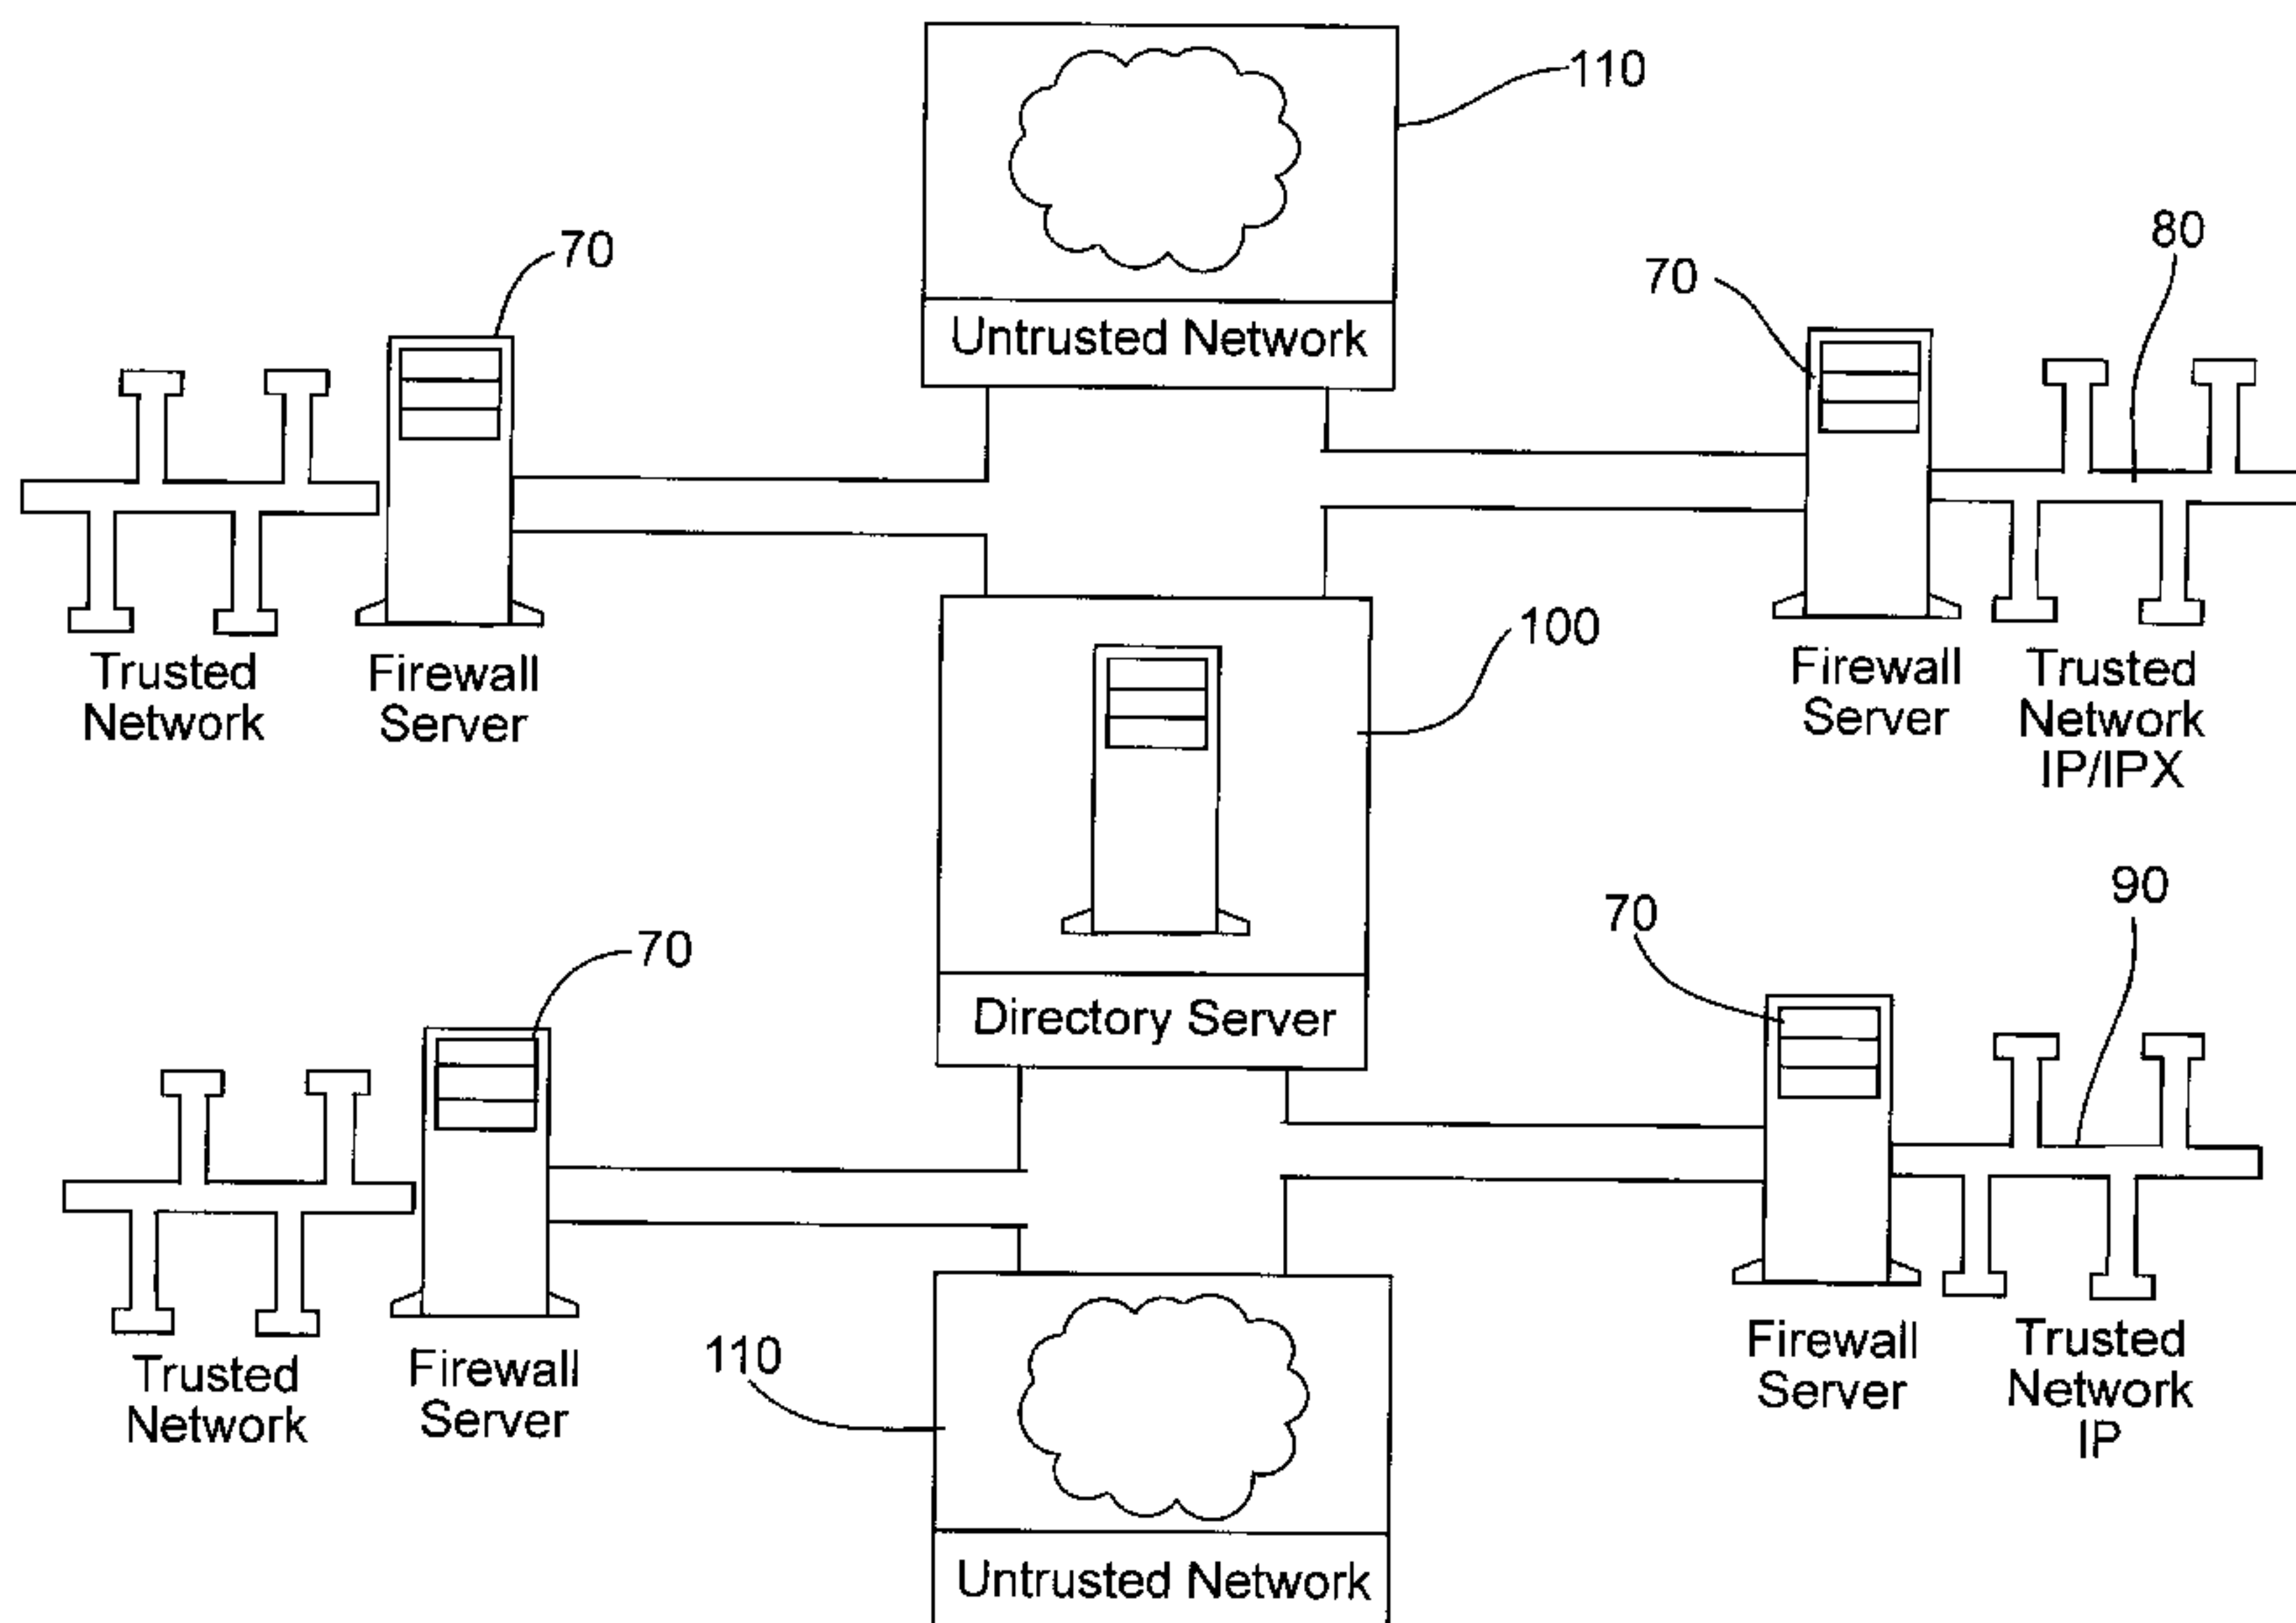 110
70
70
80
Untrusted Network
Trusted
Network
Firewall
Server
Firewall
Server
Trusted
Network
IP/IPX
100
Directory Server
70
70
90
Trusted
Network
Firewall
Server
110
Firewall
Server
Trusted
Network
IP
Untrusted Network